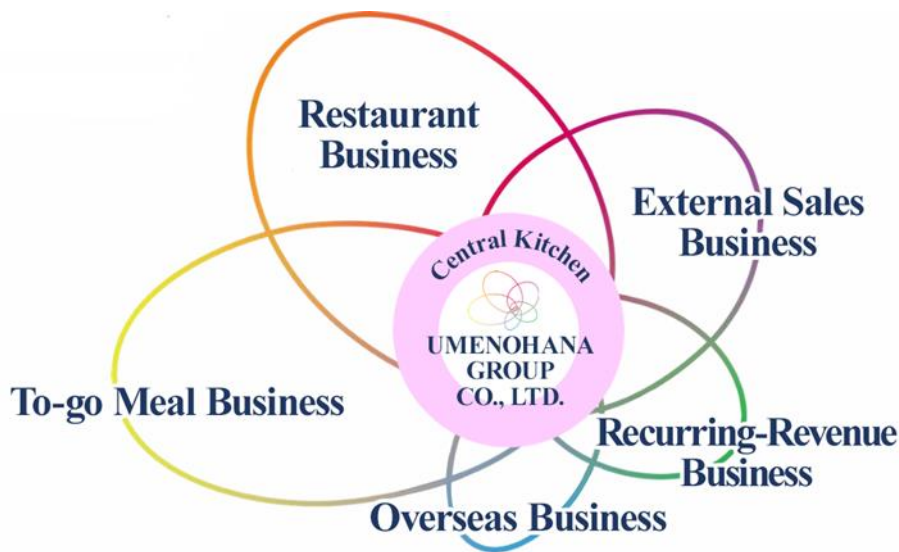 Restaurant
Business
External Sales
Business
Central Kitchen
UMENOHANA
GROUP
CO., LTD.
To-go Meal Business
Recurring-Revenue
Business
Overseas Business